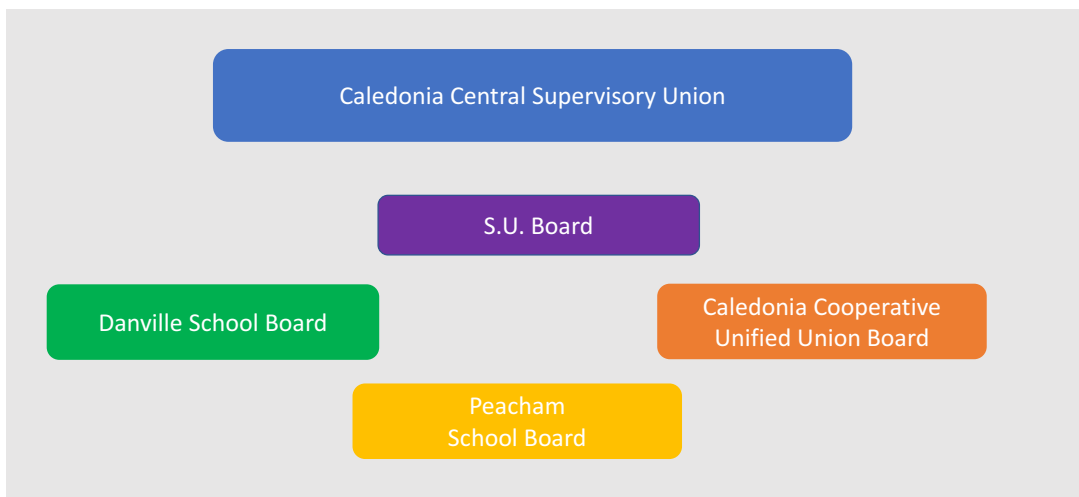 Caledonia Central Supervisory Union
S.U. Board
Danville School Board
Caledonia Cooperative
Unified Union Board
Peacham
School Board